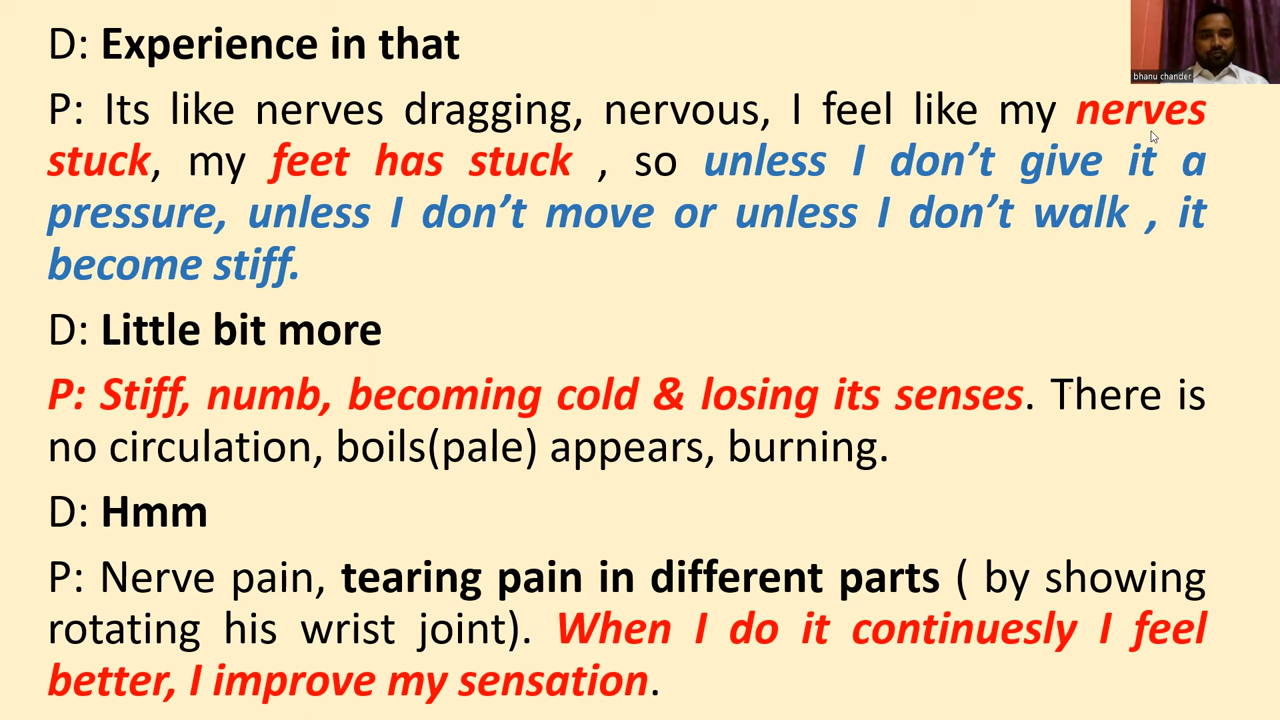 D: Experience in that
bhanu chander
P: Its like nerves dragging, nervous, I feel like my nerves
stuck, my feet has stuck , so unless I don't give it a
pressure, unless I don't move or unless I don't walk , it
become stiff.
D: Little bit more
P: Stiff, numb, becoming cold & losing its senses. There is
no circulation, boils(pale) appears, burning.
D: Hmm
P: Nerve pain, tearing pain in different parts ( by showing
rotating his wrist joint). When I do it continuesly I feel
better, I improve my sensation.